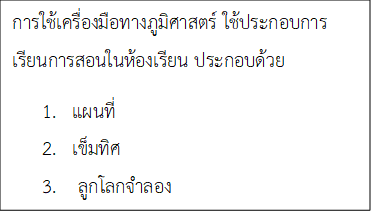 การใช้เครื่องมือทางภูมิศาสตร์ ใช้ประกอบการ
เรียนการสอนในห้องเรียน ประกอบด้วย
1. แผนที่
2. เข็มทิศ
3. ลูกโลกจำลอง